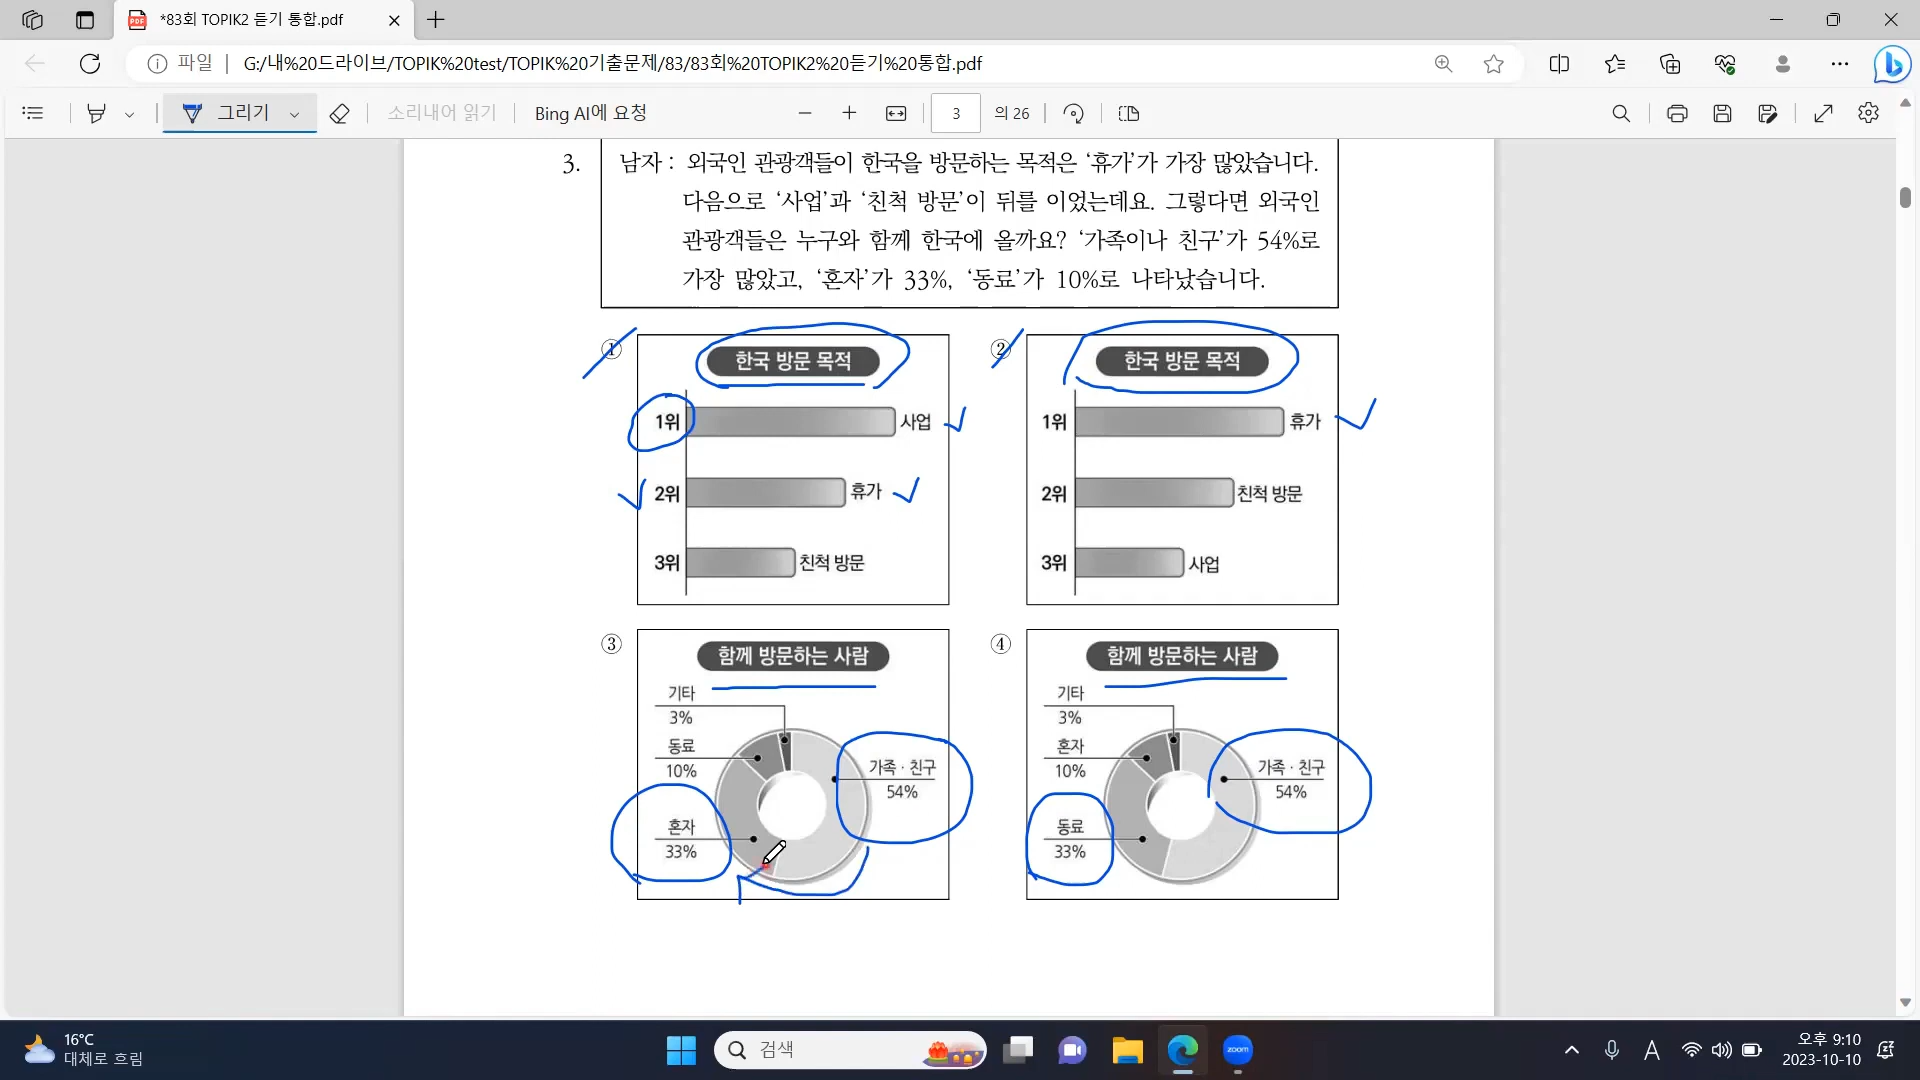 *83회 TOPIK2 듣기 통합.pdf
파일
G:/내%20드라이브/TOPIK%20test/TOPIK%20기출문제/83/83회%20TOPIK2%20듣기%20통합.pdf
그리기
소리내어 읽기
Bing AI에 요청
3 의 26
3. 남자 : 외국인 관광객들이 한국을 방문하는 목적은 ‘휴가’가 가장 많았습니다.
다음으로 ‘사업’과 ‘친척 방문’이 뒤를 이었는데요. 그렇다면 외국인
관광객들은 누구와 함께 한국에 올까요? ‘가족이나 친구’가 54%로
가장 많았고, ‘혼자’가 33%, ‘동료’가 10%로 나타났습니다.
①
한국 방문 목적
1위 사업
2위 휴가
3위 친척 방문
②
한국 방문 목적
1위 휴가
2위 친척 방문
3위 사업
③
함께 방문하는 사람
기타
3%
동료
10%
혼자
33%
가족 · 친구
54%
④
함께 방문하는 사람
기타
3%
혼자
10%
동료
33%
가족 · 친구
54%
16°C
대체로 흐림
검색
zoom
A
오후 9:10
2023-10-10